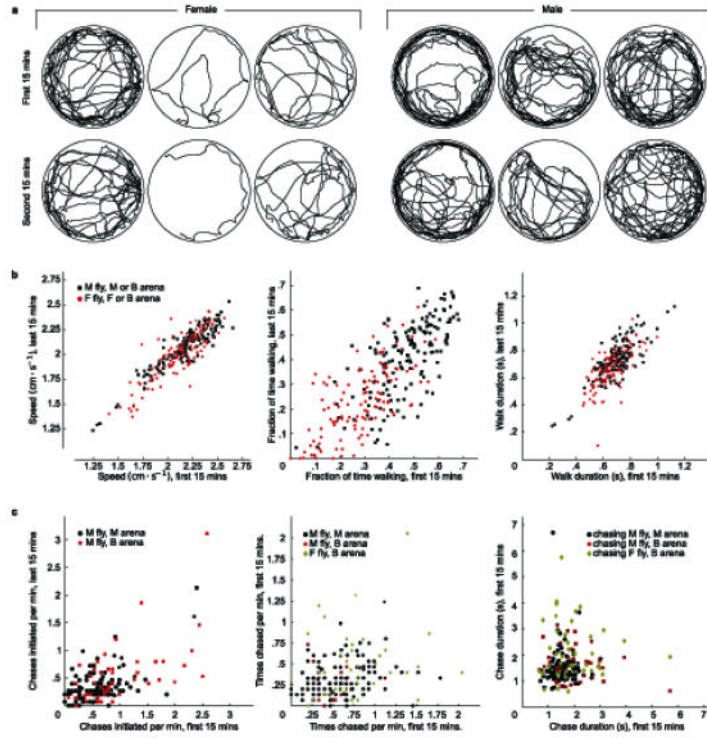 a
Female
Male
First 15 mins
Second 15 mins
b
Speed (cm · s⁻¹), last 15 mins
2.75
2.5
2.25
2
1.75
1.5
1.25
M fly, M or B arena
F fly, F or B arena
1.25 1.5 1.75 2 2.25 2.5 2.75
Speed (cm · s⁻¹), first 15 mins
Fraction of time walking, last 15 mins
.7
.6
.5
.4
.3
.2
.1
0 .1 .2 .3 .4 .5 .6 .7
Fraction of time walking, first 15 mins
Walk duration (s), last 15 mins
1.2
1
.8
.6
.4
.2
0 .2 .4 .6 .8 1 1.2
Walk duration (s), first 15 mins
c
Chases initiated per min, last 15 mins
3
2.5
2
1.5
1
.5
M fly, M arena
M fly, B arena
0 .5 1 1.5 2 2.5 3
Chases initiated per min, first 15 mins
Times chased per min, first 15 mins.
2
1.75
1.5
1.25
1
.75
.5
.25
M fly, M arena
M fly, B arena
F fly, B arena
.25 .5 .75 1 1.25 1.5 1.75 2
Times chased per min, first 15 mins.
Chase duration (s), first 15 mins
7
6
5
4
3
2
1
chasing M fly, M arena
chasing M fly, B arena
chasing F fly, B arena
1 2 3 4 5 6 7
Chase duration (s), first 15 mins